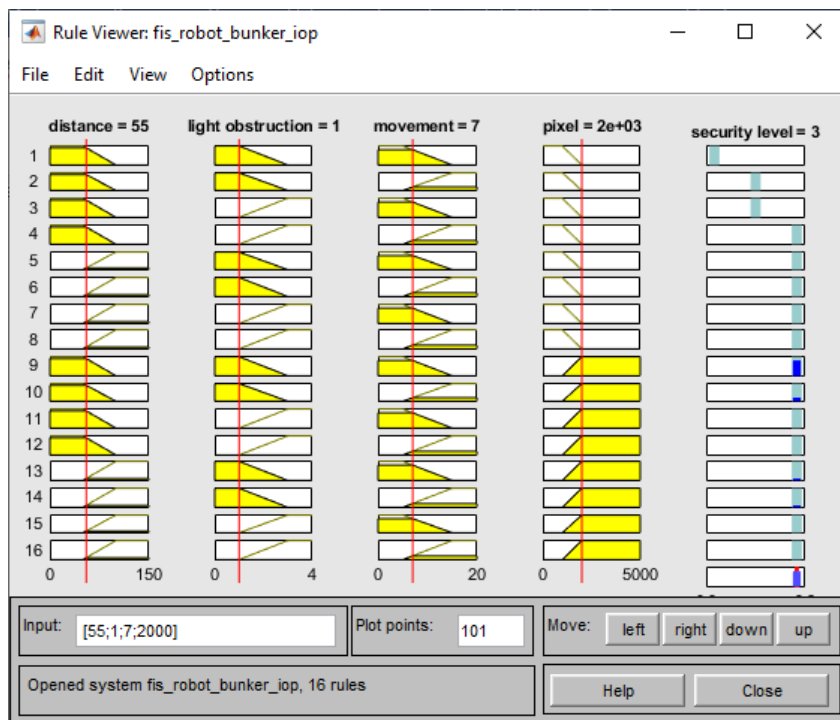 Rule Viewer: fis_robot_bunker_iop
File Edit View Options
distance = 55 light obstruction = 1 movement = 7 pixel = 2e+03 security level = 3
1
2
3
4
5
6
7
8
9
10
11
12
13
14
15
16
0 150 0 4 0 20 0 5000
Input: [55;1;7;2000] Plot points: 101 Move: left right down up
Opened system fis_robot_bunker_iop, 16 rules Help Close